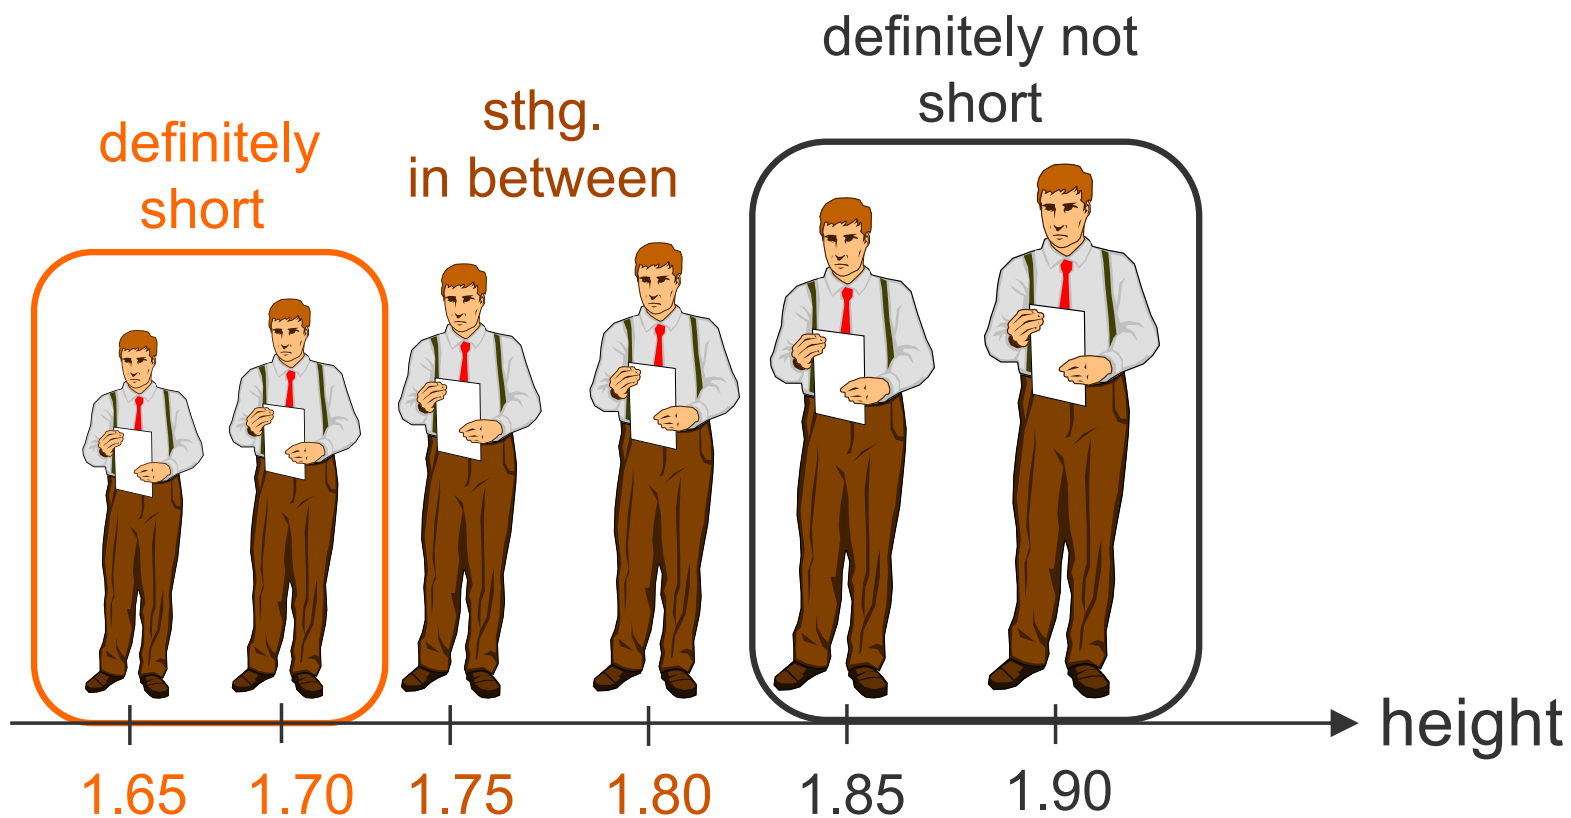 definitely
short
sthg.
in between
definitely not
short
height
1.65
1.70
1.75
1.80
1.85
1.90